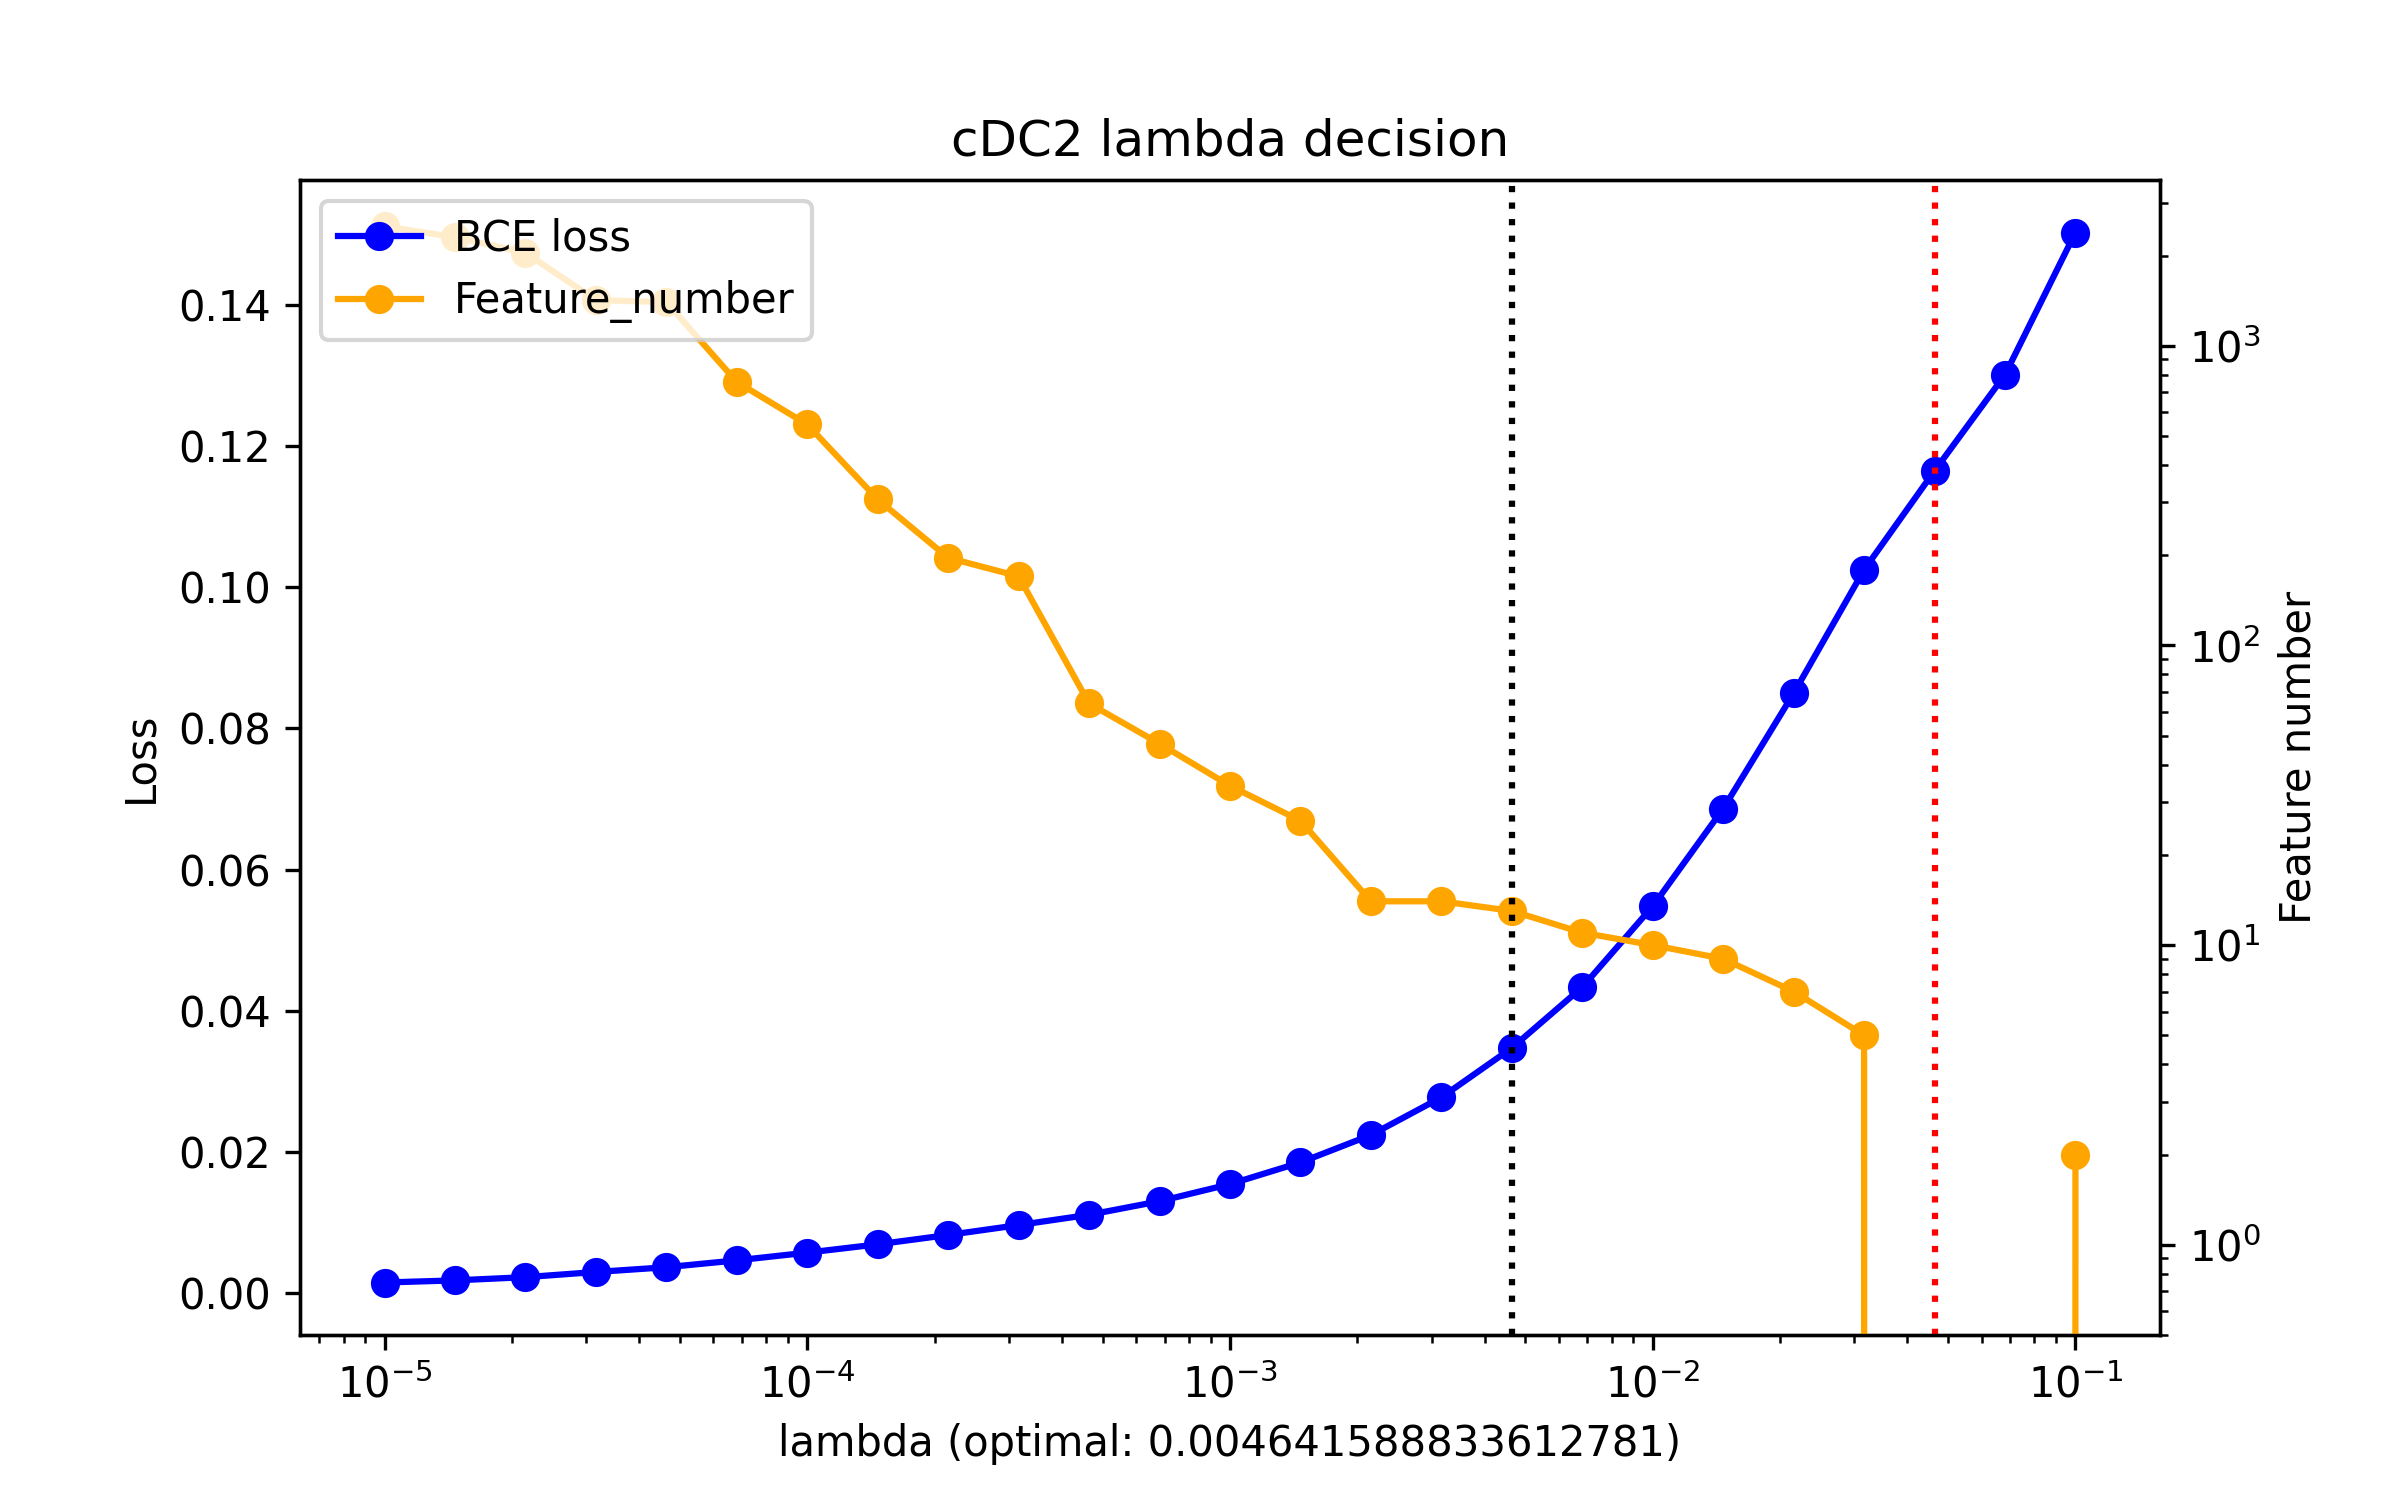 cDC2 lambda decision
BCE loss
Feature_number
0.14
0.12
0.10
0.08
0.06
0.04
0.02
0.00
Loss
10³
10²
10¹
10⁰
Feature number
10⁻⁵ 10⁻⁴ 10⁻³ 10⁻² 10⁻¹
lambda (optimal: 0.004641588833612781)